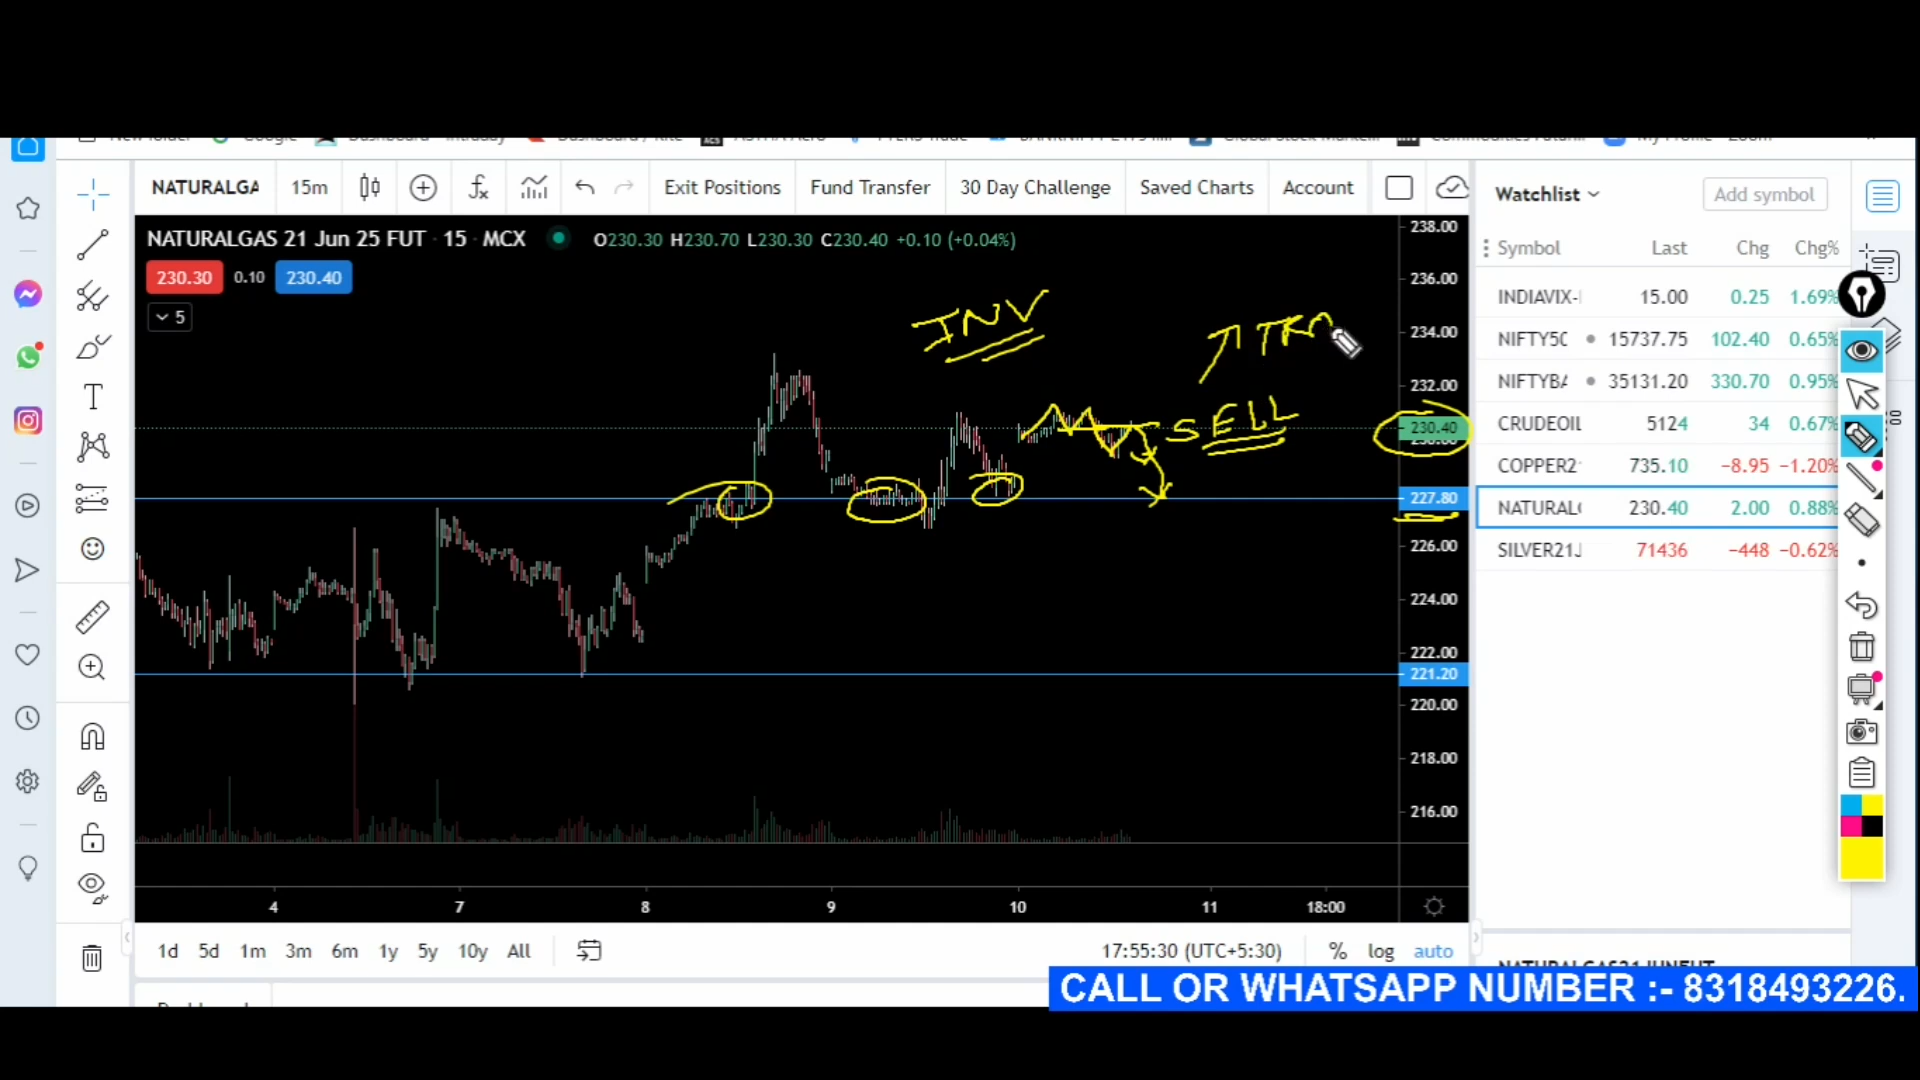 NATURALGA 15m Exit Positions Fund Transfer 30 Day Challenge Saved Charts Account
Watchlist Add symbol
NATURALGAS 21 Jun 25 FUT · 15 · MCX O230.30 H230.70 L230.30 C230.40 +0.10 (+0.04%)
230.30 0.10 230.40
5
INV
SELL
238.00
236.00
234.00
232.00
230.40
227.80
226.00
224.00
222.00
221.20
220.00
218.00
216.00
4 7 8 9 10 11 18:00
1d 5d 1m 3m 6m 1y 5y 10y All 17:55:30 (UTC+5:30) % log auto
Symbol Last Chg Chg%
INDIAVIX- 15.00 0.25 1.69%
NIFTY50 15737.75 102.40 0.65%
NIFTYBA 35131.20 330.70 0.95%
CRUDEOIL 5124 34 0.67%
COPPER2 735.10 −8.95 −1.20%
NATURAL 230.40 2.00 0.88%
SILVER21J 71436 −448 −0.62%
CALL OR WHATSAPP NUMBER :- 8318493226.